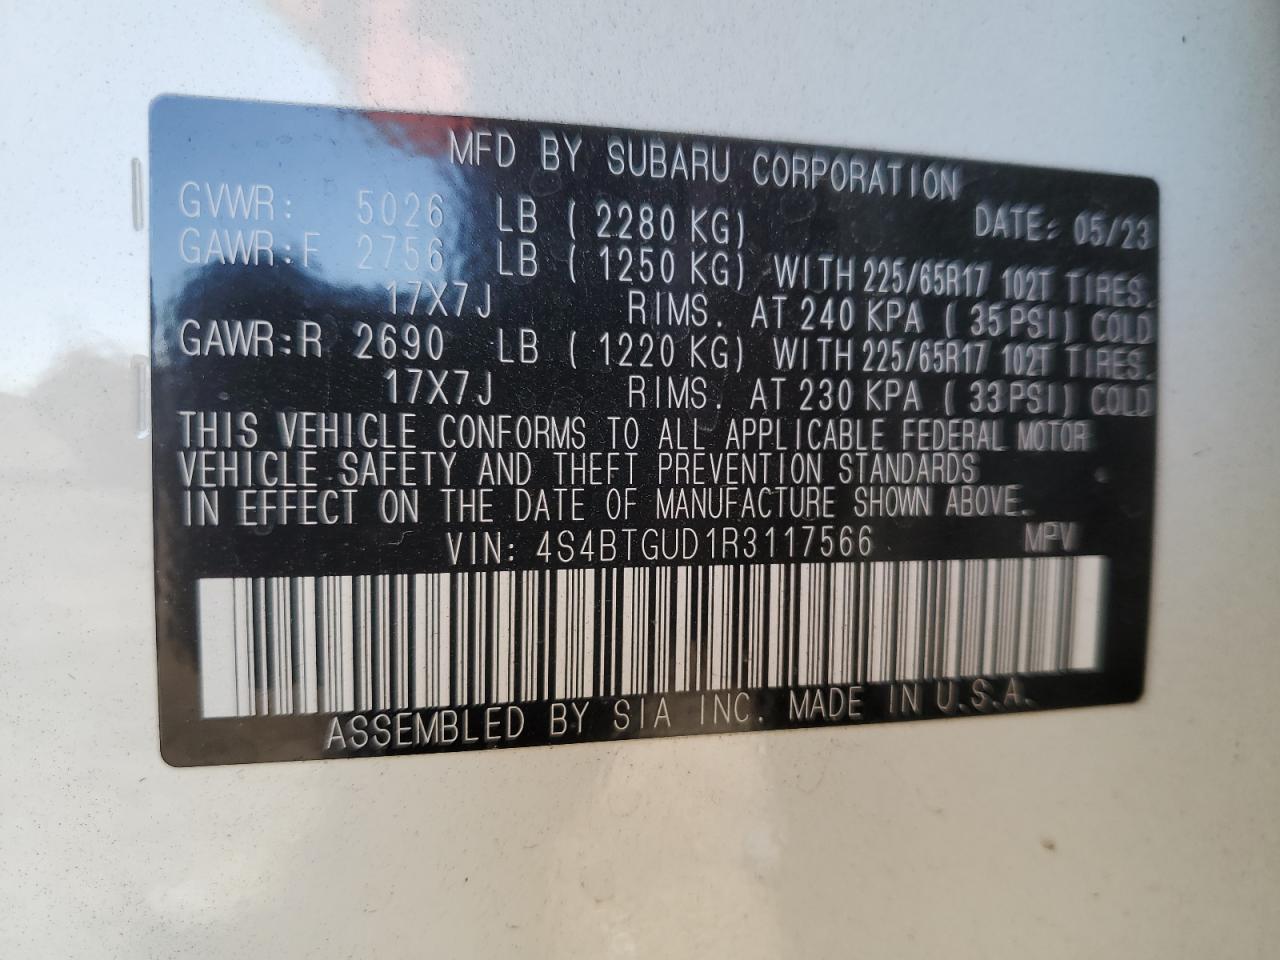 MFD BY SUBARU CORPORATION
GVWR: 5026 LB ( 2280 KG) DATE: 05/23
GAWR:F 2756 LB ( 1250 KG) WITH 225/65R17 102T TIRES.
17X7J RIMS. AT 240 KPA ( 35PSI) COLD
GAWR:R 2690 LB ( 1220 KG) WITH 225/65R17 102T TIRES.
17X7J RIMS. AT 230 KPA ( 33PSI) COLD
THIS VEHICLE CONFORMS TO ALL APPLICABLE FEDERAL MOTOR
VEHICLE SAFETY AND THEFT PREVENTION STANDARDS
IN EFFECT ON THE DATE OF MANUFACTURE SHOWN ABOVE.
VIN: 4S4BTGUD1R3117566 MPV
ASSEMBLED BY SIA INC. MADE IN U.S.A.